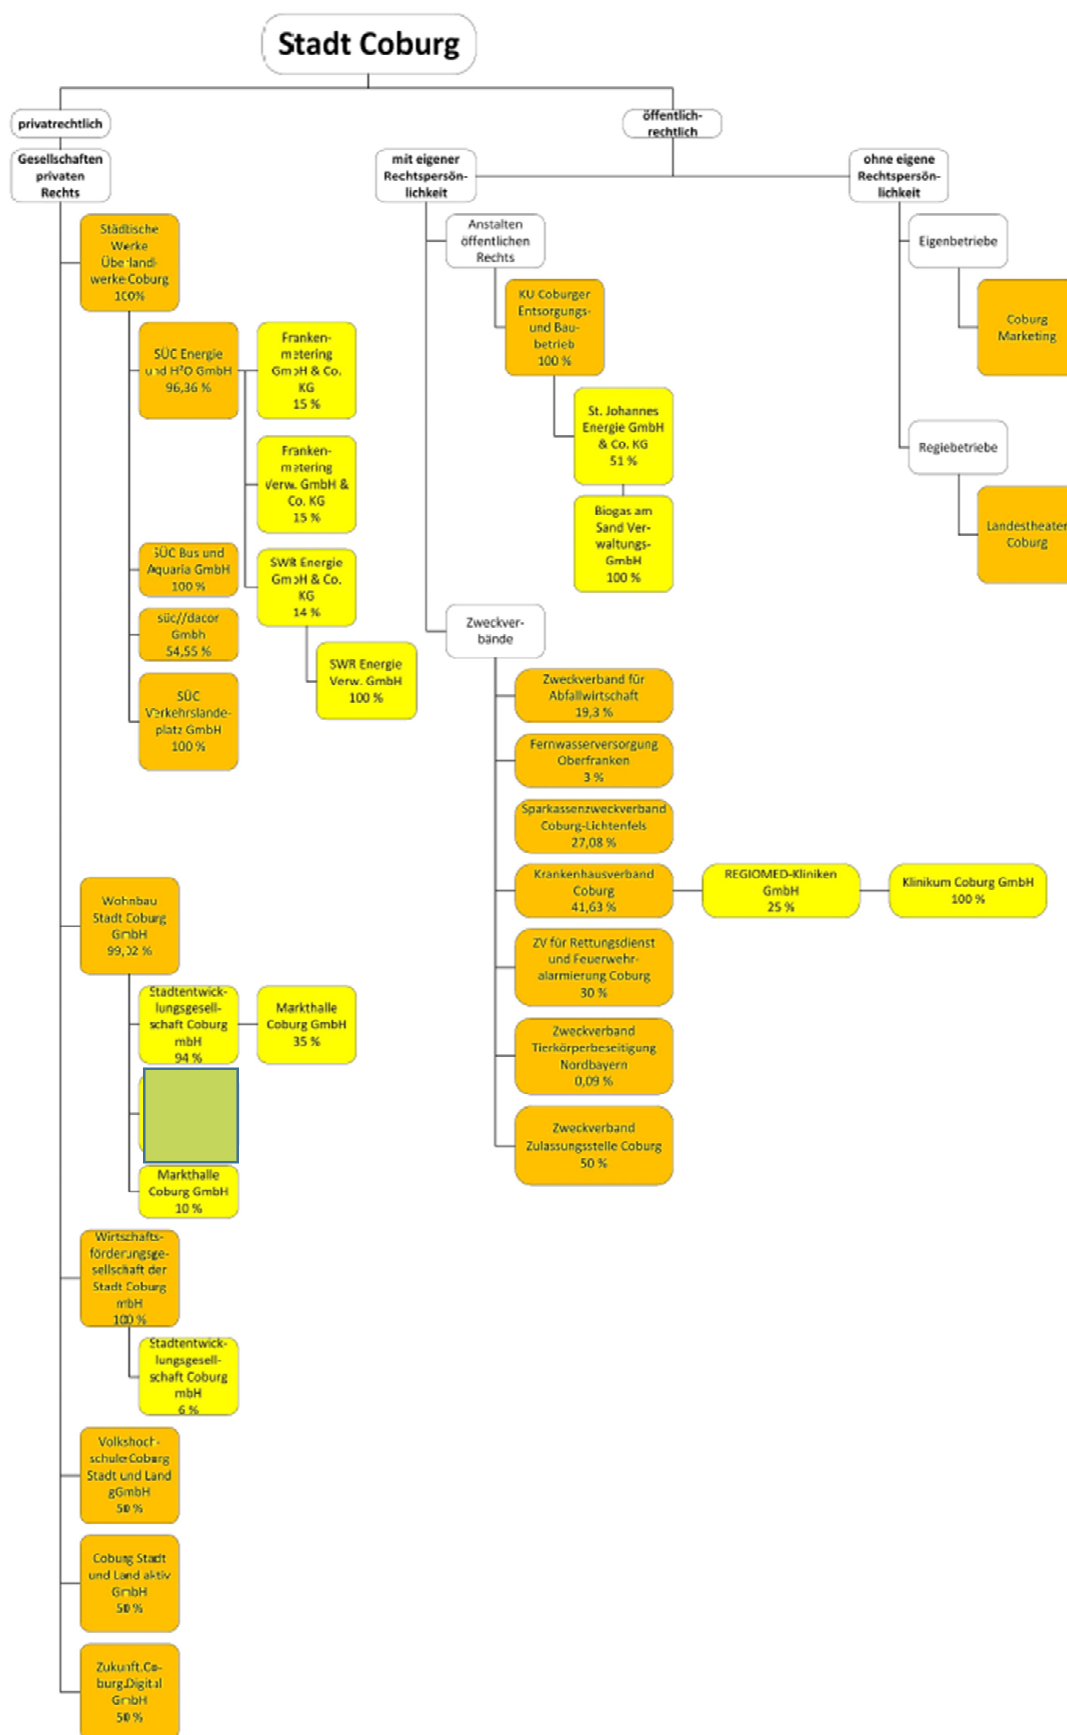 Stadt Coburg
privatrechtlich
Gesellschaften
privaten
Rechts
Städtische
Werke
Überland-
werke Coburg
100%
SÜC Energie
und H²O GmbH
96,36 %
Franken-
metering
GmbH & Co.
KG
15 %
Franken-
metering
Verw. GmbH &
Co. KG
15 %
SWR Energie
GmbH & Co.
KG
14 %
SWR Energie
Verw. GmbH
100 %
SÜC Bus und
Aquaria GmbH
100 %
süc//dacor
Gmbh
54,55 %
SÜC
Verkehrslande-
platz GmbH
100 %
Wohnbau
Stadt Coburg
GmbH
99,02 %
Stadtentwick-
lungsgesell-
schaft Coburg
mbH
94 %
Markthalle
Coburg GmbH
35 %
Markthalle
Coburg GmbH
10 %
Wirtschafts-
förderungsge-
sellschaft der
Stadt Coburg
mbH
100 %
Stadtentwick-
lungsgesell-
schaft Coburg
mbH
6 %
Volkshoch-
schule Coburg
Stadt und Land
gGmbH
50 %
Coburg Stadt
und Land aktiv
GmbH
50 %
Zukunft.Co-
burg.Digital
GmbH
50 %
öffentlich-
rechtlich
mit eigener
Rechtspersön-
lichkeit
Anstalten
öffentlichen
Rechts
KU Coburger
Entsorgungs-
und Bau-
betrieb
100 %
St. Johannes
Energie GmbH
& Co. KG
51 %
Biogas am
Sand Ver-
waltungs-
GmbH
100 %
Zweckver-
bände
Zweckverband für
Abfallwirtschaft
19,3 %
Fernwasserversorgung
Oberfranken
3 %
Sparkassenzweckverband
Coburg-Lichtenfels
27,08 %
Krankenhausverband
Coburg
41,63 %
REGIOMED-Kliniken
GmbH
25 %
Klinikum Coburg GmbH
100 %
ZV für Rettungsdienst
und Feuerwehr-
alarmierung Coburg
30 %
Zweckverband
Tierkörperbeseitigung
Nordbayern
0,09 %
Zweckverband
Zulassungsstelle Coburg
50 %
ohne eigene
Rechtspersön-
lichkeit
Eigenbetriebe
Coburg
Marketing
Regiebetriebe
Landestheater
Coburg